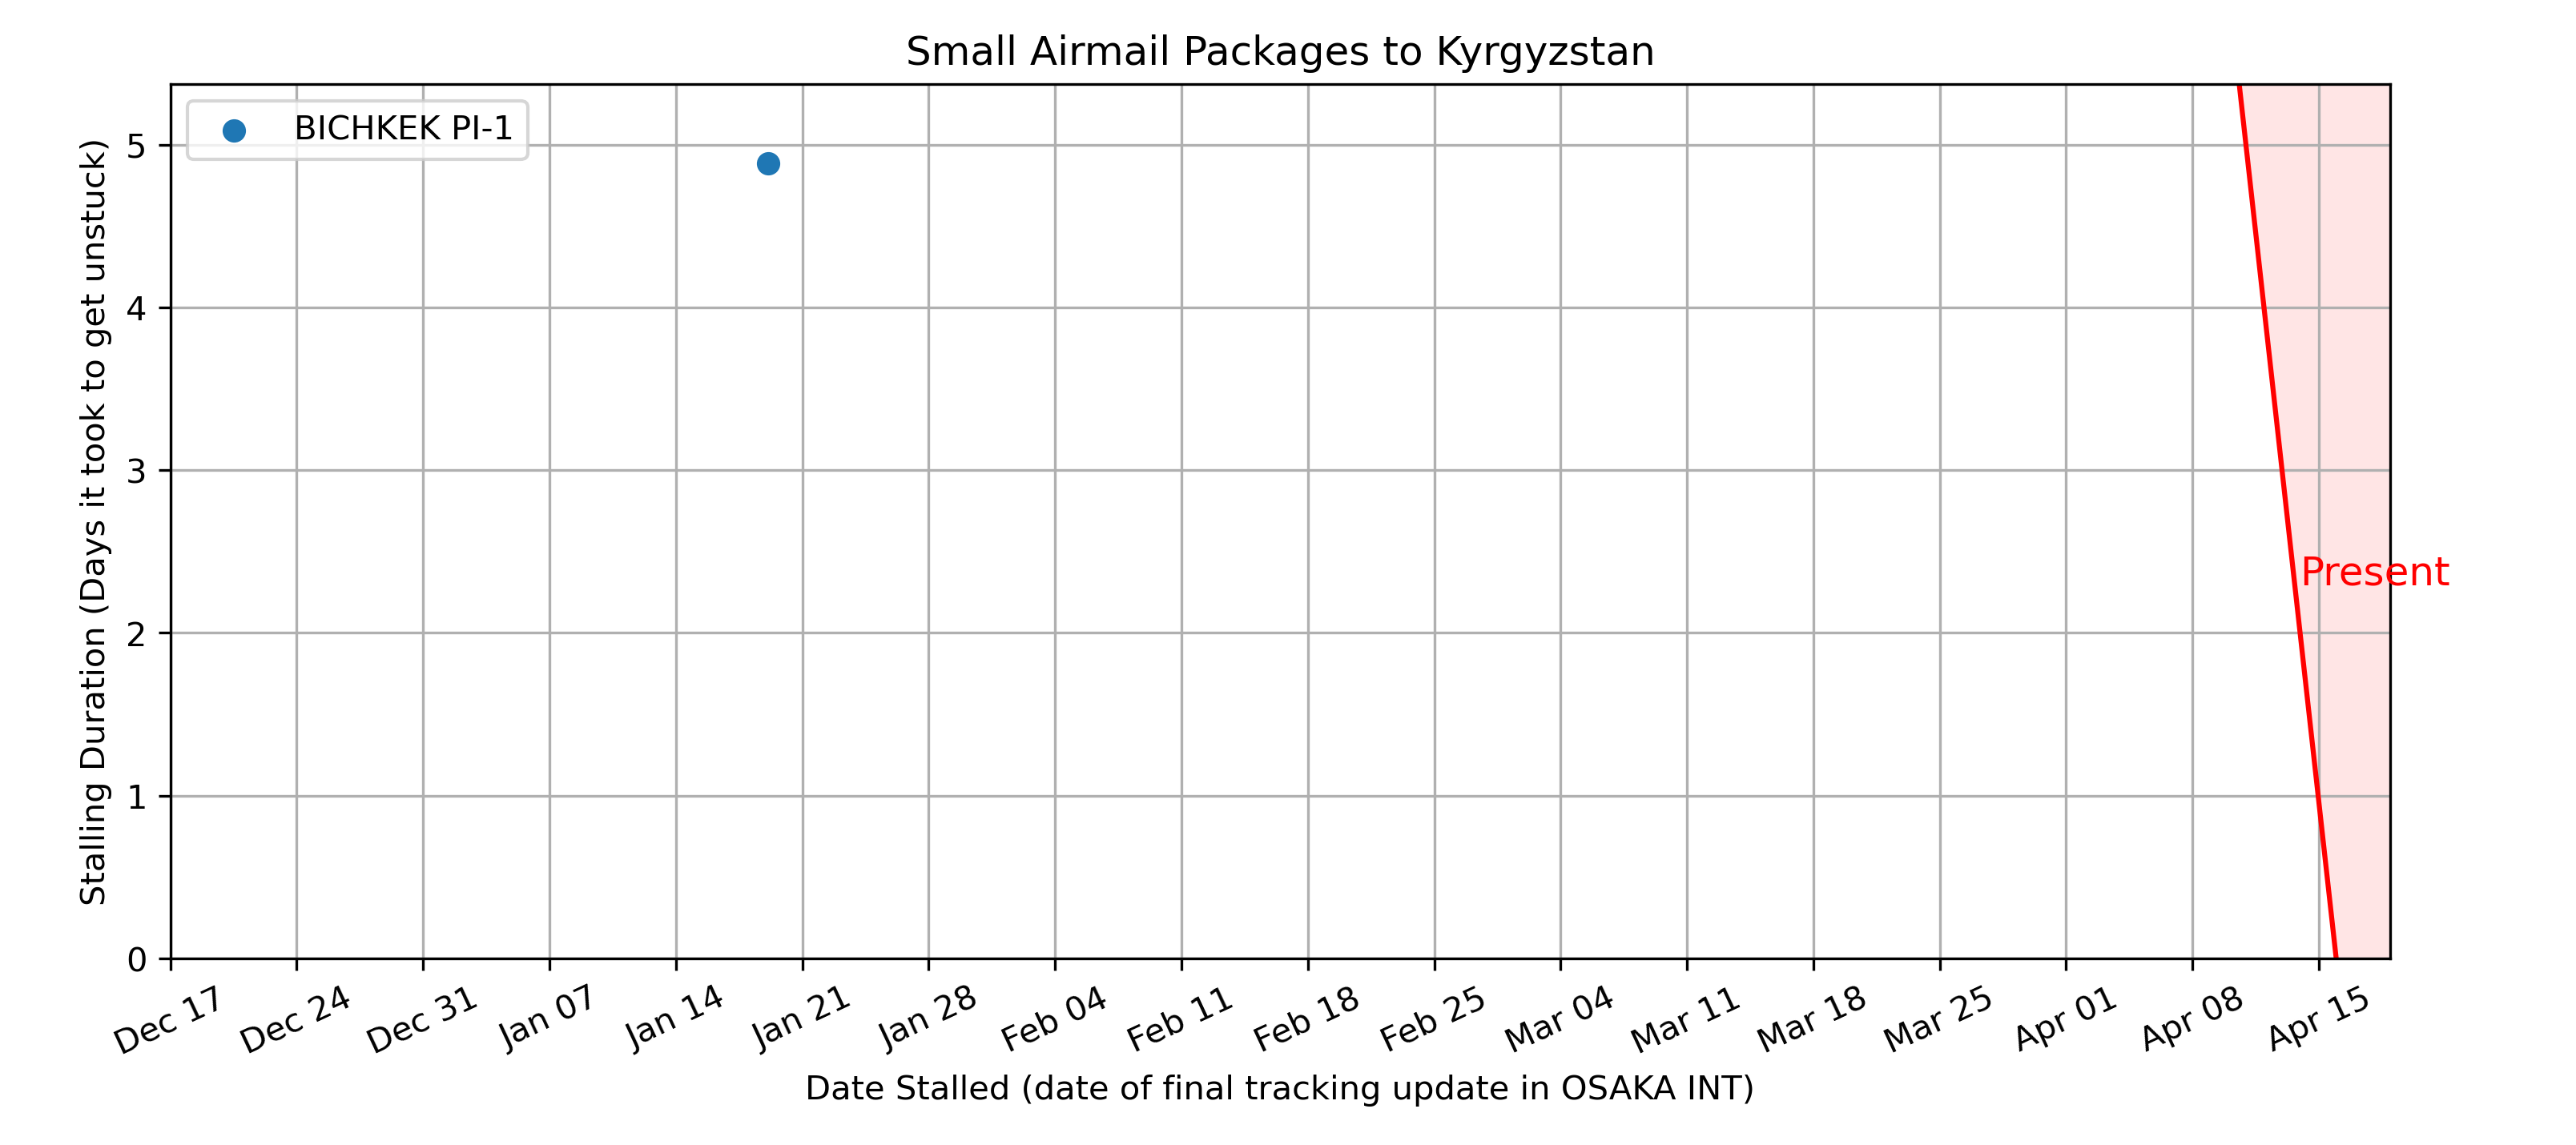 Small Airmail Packages to Kyrgyzstan
BICHKEK PI-1
Stalling Duration (Days it took to get unstuck)
5
4
3
2
1
0
Present
Dec 17
Dec 24
Dec 31
Jan 07
Jan 14
Jan 21
Jan 28
Feb 04
Feb 11
Feb 18
Feb 25
Mar 04
Mar 11
Mar 18
Mar 25
Apr 01
Apr 08
Apr 15
Date Stalled (date of final tracking update in OSAKA INT)